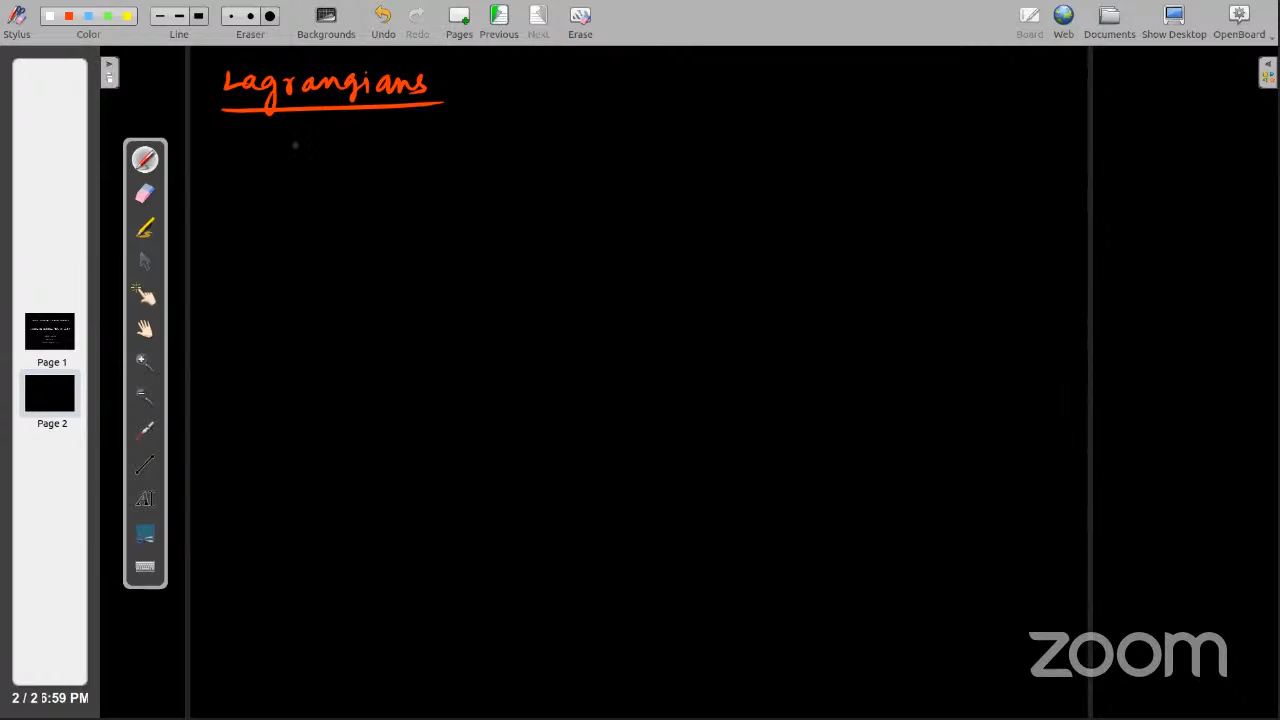 Stylus Color Line Eraser Backgrounds Undo Redo Pages Previous Next Erase Board Web Documents Show Desktop OpenBoard
Lagrangians
Page 1
Page 2
2 / 2 6:59 PM
zoom